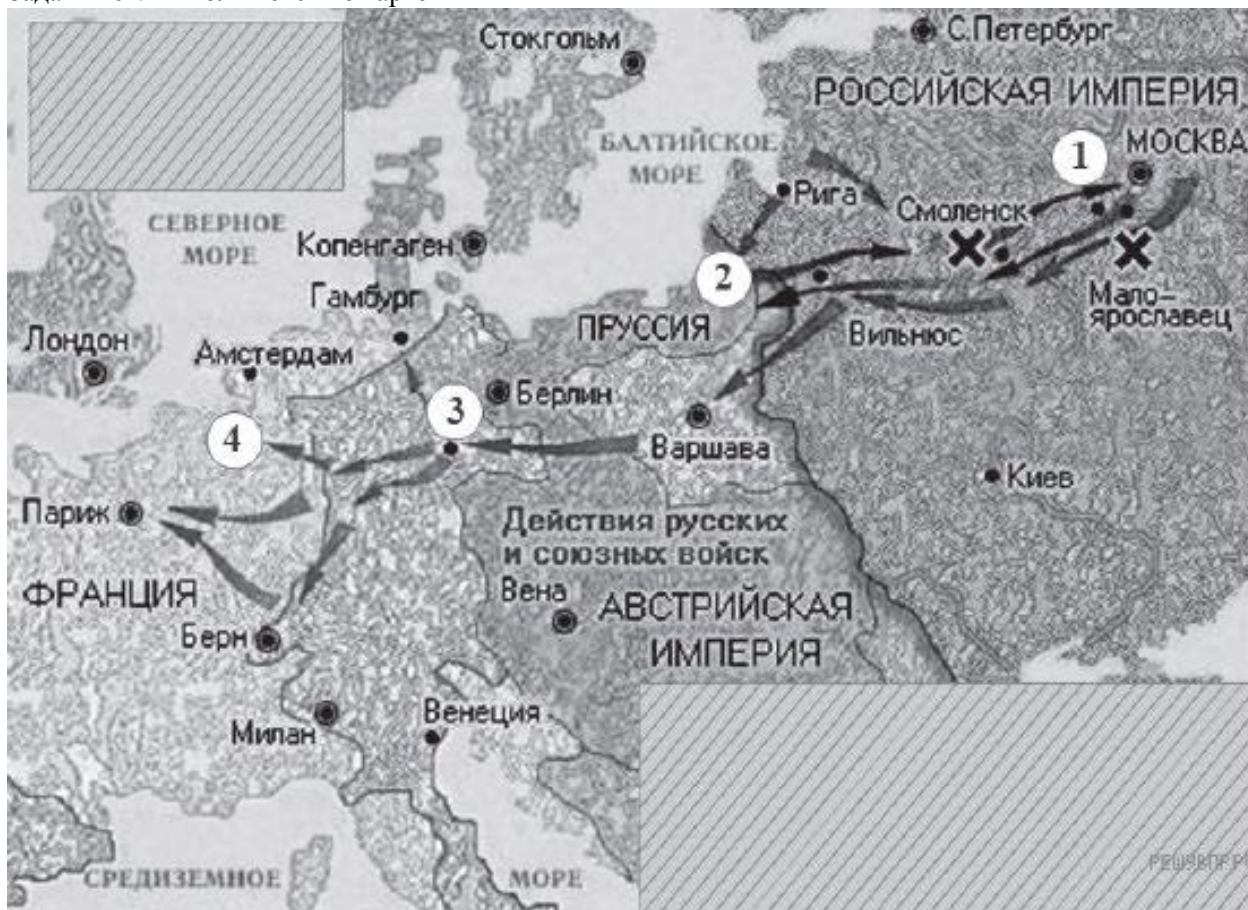 Стокгольм
С.Петербург
РОССИЙСКАЯ ИМПЕРИЯ
1
МОСКВА
БАЛТИЙСКОЕ
МОРЕ
Рига
Смоленск
СЕВЕРНОЕ
МОРЕ
Копенгаген
2
Гамбург
ПРУССИЯ
Вильнюс
Мало-
ярославец
Лондон
Амстердам
Берлин
3
4
Варшава
Киев
Париж
Действия русских
и союзных войск
ФРАНЦИЯ
Вена
АВСТРИЙСКАЯ
ИМПЕРИЯ
Берн
Милан
Венеция
СРЕДИЗЕМНОЕ
МОРЕ